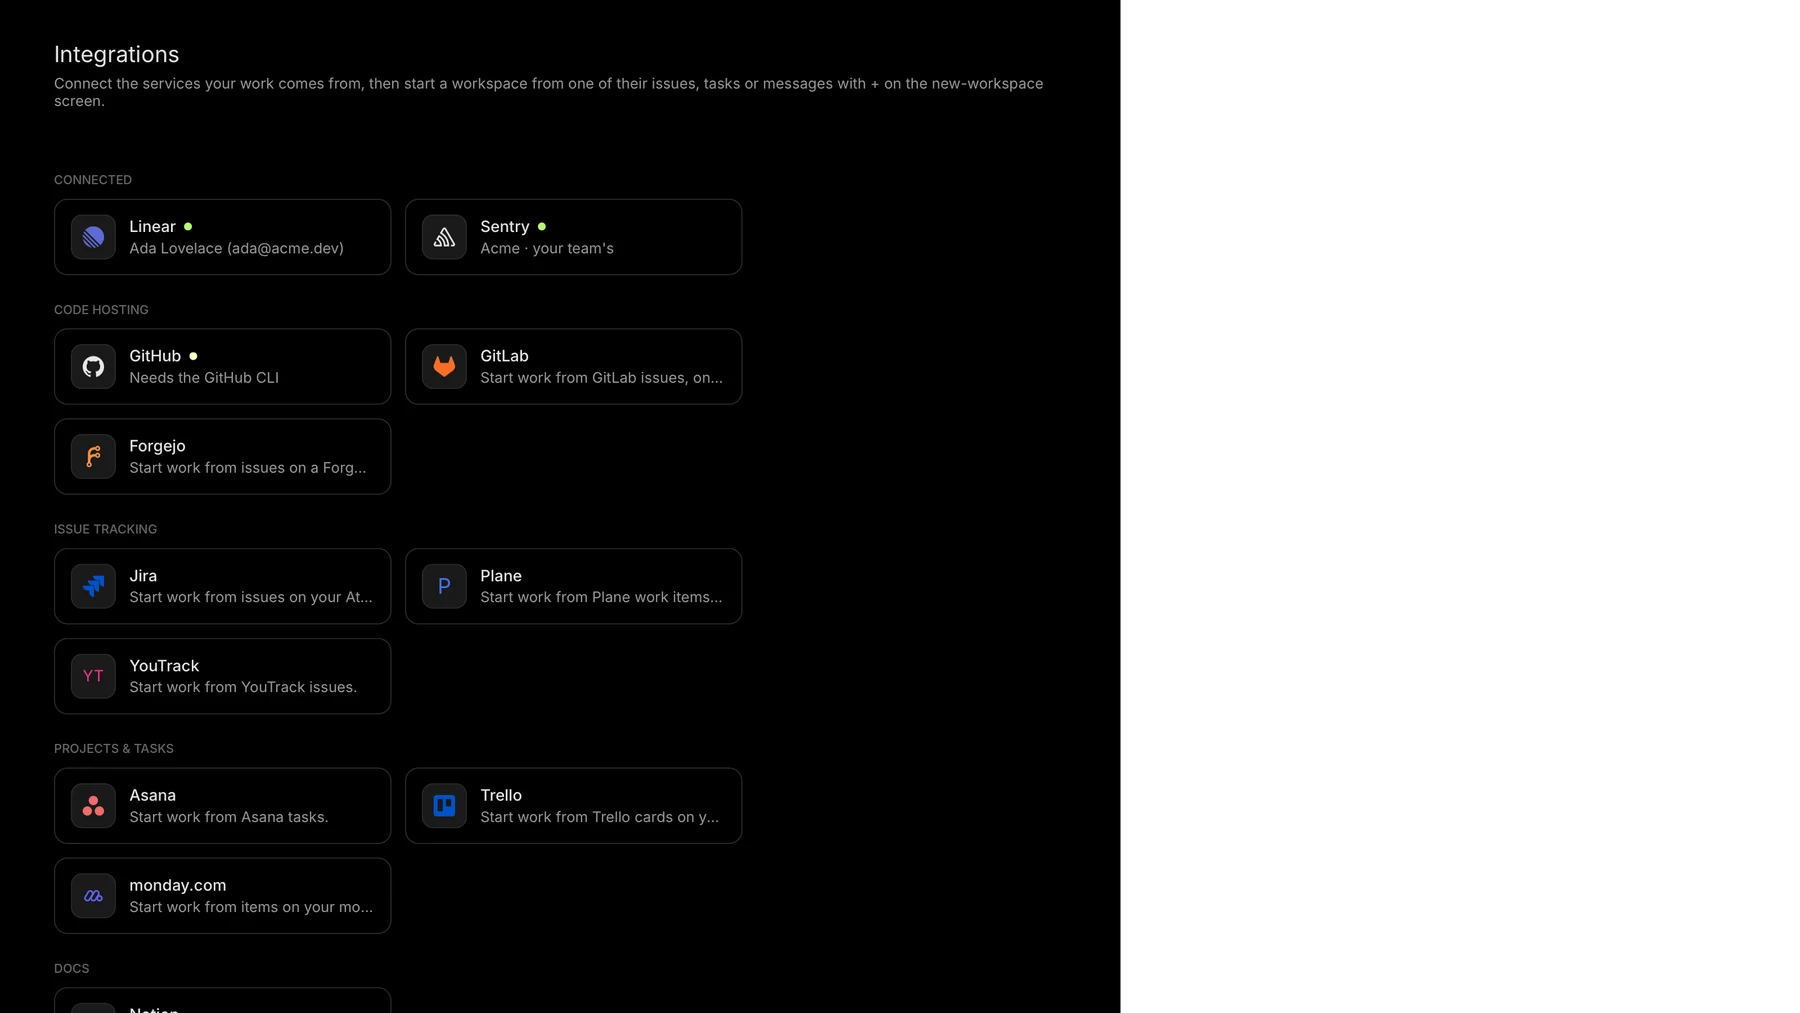 Integrations
Connect the services your work comes from, then start a workspace from one of their issues, tasks or messages with + on the new-workspace
screen.
CONNECTED
Linear
Ada Lovelace (ada@acme.dev)
Sentry
Acme · your team's
CODE HOSTING
GitHub
Needs the GitHub CLI
GitLab
Start work from GitLab issues, on...
Forgejo
Start work from issues on a Forg...
ISSUE TRACKING
Jira
Start work from issues on your At...
P
Plane
Start work from Plane work items...
YT
YouTrack
Start work from YouTrack issues.
PROJECTS & TASKS
Asana
Start work from Asana tasks.
Trello
Start work from Trello cards on y...
monday.com
Start work from items on your mo...
DOCS